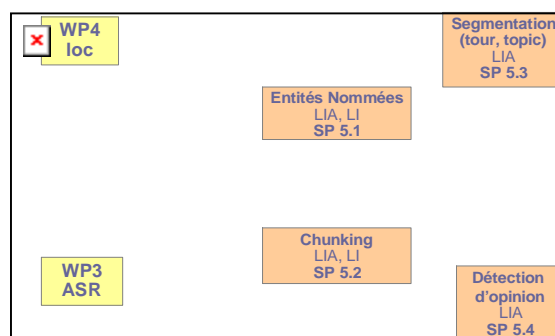 WP4
loc
Segmentation
(tour, topic)
LIA
SP 5.3
Entités Nommées
LIA, LI
SP 5.1
Chunking
LIA, LI
SP 5.2
WP3
ASR
Détection
d'opinion
LIA
SP 5.4